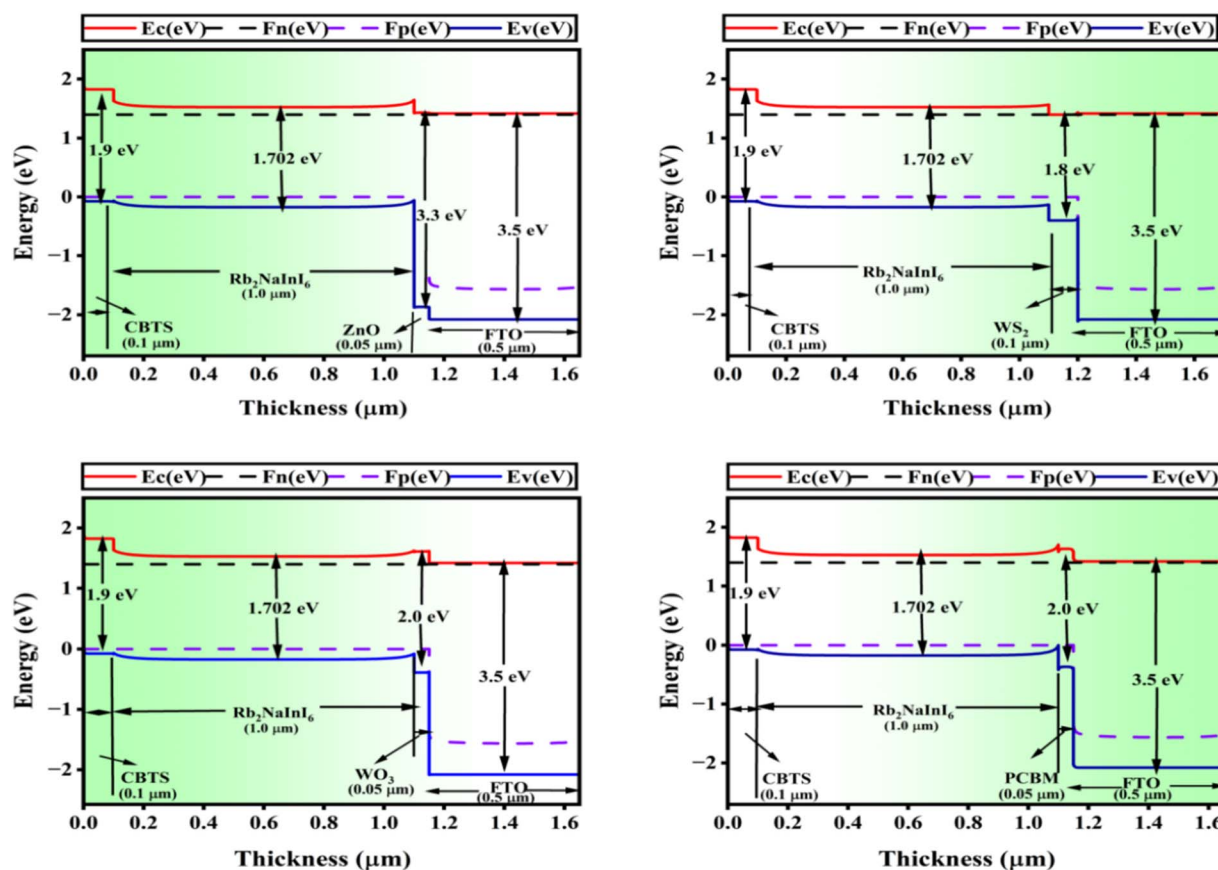 Ec(eV) Fn(eV) Fp(eV) Ev(eV)
Energy (eV)
2
1
0
−1
−2
1.9 eV
1.702 eV
3.3 eV
3.5 eV
Rb₂NaInI₆
(1.0 μm)
CBTS
(0.1 μm)
ZnO
(0.05 μm)
FTO
(0.5 μm)
0.0 0.2 0.4 0.6 0.8 1.0 1.2 1.4 1.6
Thickness (μm)
Ec(eV) Fn(eV) Fp(eV) Ev(eV)
Energy (eV)
2
1
0
−1
−2
1.9 eV
1.702 eV
1.8 eV
3.5 eV
Rb₂NaInI₆
(1.0 μm)
CBTS
(0.1 μm)
WS₂
(0.1 μm)
FTO
(0.5 μm)
0.0 0.2 0.4 0.6 0.8 1.0 1.2 1.4 1.6
Thickness (μm)
Ec(eV) Fn(eV) Fp(eV) Ev(eV)
Energy (eV)
2
1
0
−1
−2
1.9 eV
1.702 eV
2.0 eV
3.5 eV
Rb₂NaInI₆
(1.0 μm)
CBTS
(0.1 μm)
WO₃
(0.05 μm)
FTO
(0.5 μm)
0.0 0.2 0.4 0.6 0.8 1.0 1.2 1.4 1.6
Thickness (μm)
Ec(eV) Fn(eV) Fp(eV) Ev(eV)
Energy (eV)
2
1
0
−1
−2
1.9 eV
1.702 eV
2.0 eV
3.5 eV
Rb₂NaInI₆
(1.0 μm)
CBTS
(0.1 μm)
PCBM
(0.05 μm)
FTO
(0.5 μm)
0.0 0.2 0.4 0.6 0.8 1.0 1.2 1.4 1.6
Thickness (μm)